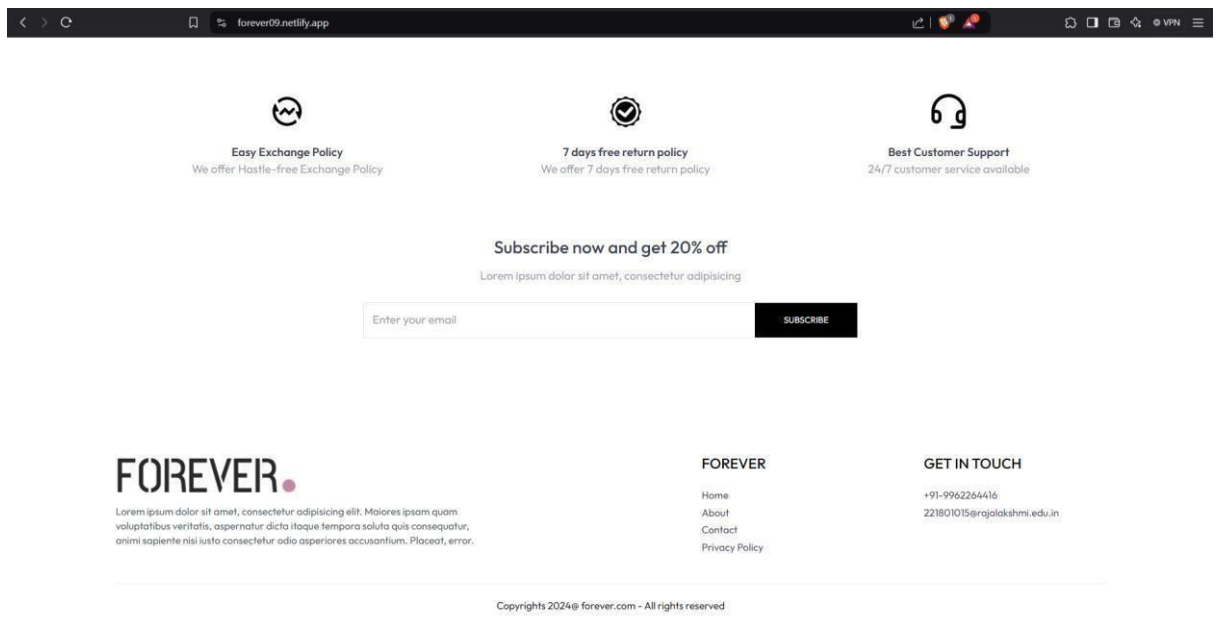 forever09.netlify.app
VPN
Easy Exchange Policy
We offer Hastle-free Exchange Policy
7 days free return policy
We offer 7 days free return policy
Best Customer Support
24/7 customer service available
Subscribe now and get 20% off
Lorem ipsum dolor sit amet, consectetur adipisicing
Enter your email
SUBSCRIBE
FOREVER.
Lorem ipsum dolor sit amet, consectetur adipisicing elit. Maiores ipsam quam
voluptatibus veritatis, aspernatur dicta itaque tempora soluta quis consequatur,
animi sapiente nisi iusto consectetur odio asperiores accusantium. Placeat, error.
FOREVER
Home
About
Contact
Privacy Policy
GET IN TOUCH
+91-9962264416
221801015@rajalakshmi.edu.in
Copyrights 2024@ forever.com - All rights reserved